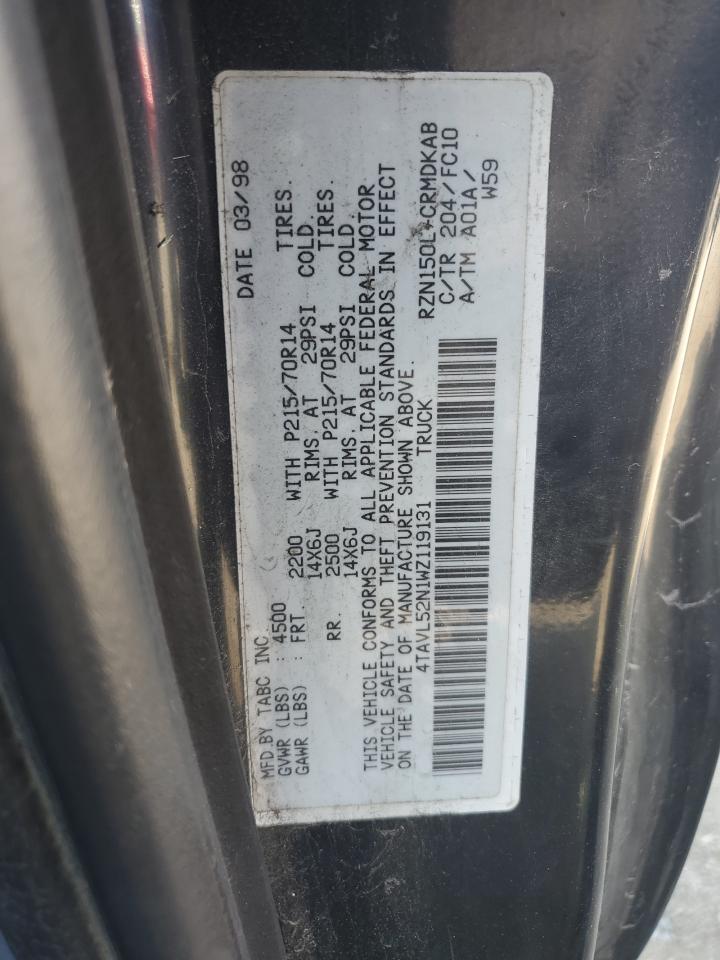 MFD.BY TABC INC. DATE 03/98
GVWR (LBS) : 4500
GAWR (LBS) : FRT. 2200 WITH P215/70R14 TIRES.
14X6J RIMS. AT 29PSI COLD.
RR. 2500 WITH P215/70R14 TIRES.
14X6J RIMS. AT 29PSI COLD.
THIS VEHICLE CONFORMS TO ALL APPLICABLE FEDERAL MOTOR
VEHICLE SAFETY AND THEFT PREVENTION STANDARDS IN EFFECT
ON THE DATE OF MANUFACTURE SHOWN ABOVE.
4TAVL52N1WZ119131 TRUCK
RZN150L-CRMDKAB
C/TR 204/FC10
A/TM A01A/
W59